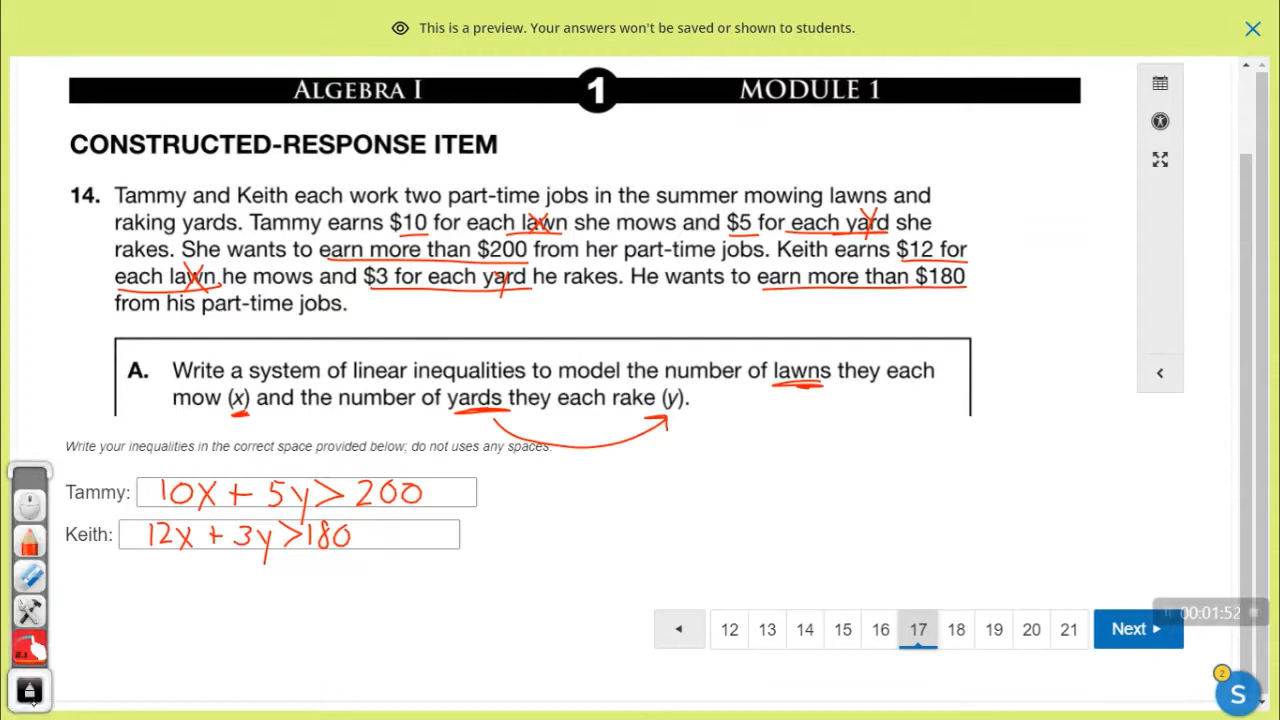 This is a preview. Your answers won't be saved or shown to students.
ALGEBRA I 1 MODULE 1
CONSTRUCTED-RESPONSE ITEM
14. Tammy and Keith each work two part-time jobs in the summer mowing lawns and
raking yards. Tammy earns $10 for each lawn she mows and $5 for each yard she
rakes. She wants to earn more than $200 from her part-time jobs. Keith earns $12 for
each lawn he mows and $3 for each yard he rakes. He wants to earn more than $180
from his part-time jobs.
x
y
x
y
A. Write a system of linear inequalities to model the number of lawns they each
mow (x) and the number of yards they each rake (y).
Write your inequalities in the correct space provided below; do not uses any spaces.
Tammy: 10x + 5y > 200
Keith: 12x + 3y > 180
12 13 14 15 16 17 18 19 20 21 Next
00:01:52
2
S